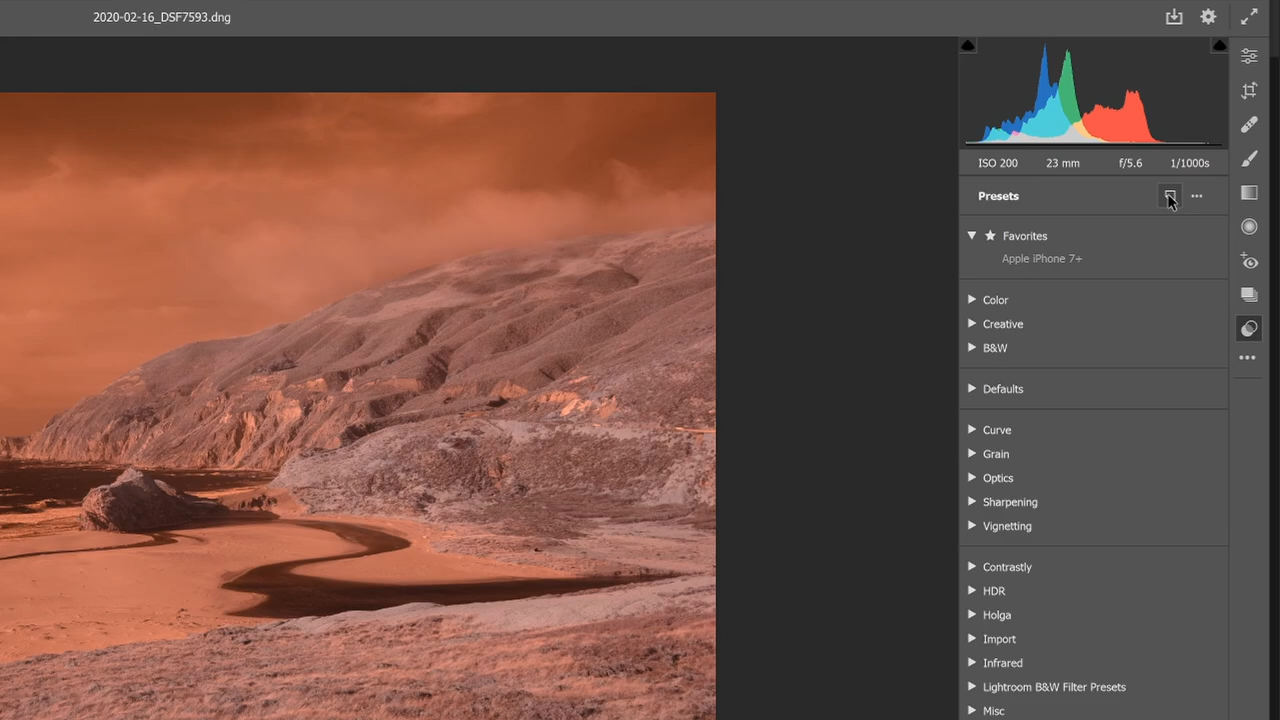 2020-02-16_DSF7593.dng
ISO 200 23 mm f/5.6 1/1000s
Presets
Favorites
Apple iPhone 7+
Color
Creative
B&W
Defaults
Curve
Grain
Optics
Sharpening
Vignetting
Contrastly
HDR
Holga
Import
Infrared
Lightroom B&W Filter Presets
Misc